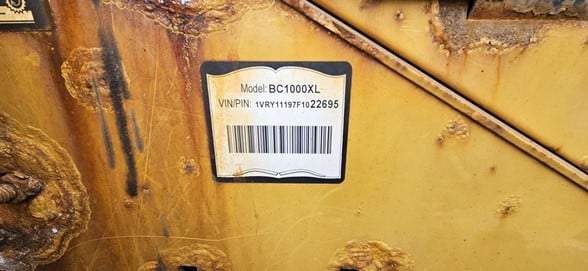 Model: BC1000XL
VIN/PIN: 1VRY11197F1022695